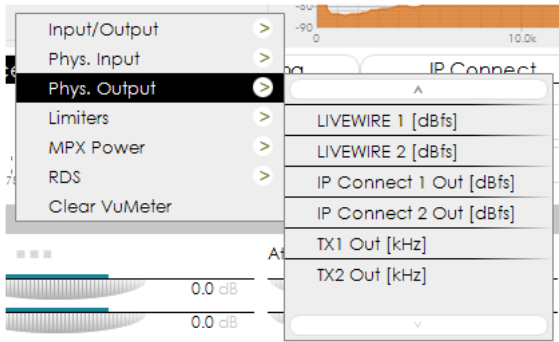 -80
-90
0
10.0k
Input/Output >
Phys. Input >
Phys. Output >
Limiters >
MPX Power >
RDS >
Clear VuMeter
IP Connect
LIVEWIRE 1 [dBfs]
LIVEWIRE 2 [dBfs]
IP Connect 1 Out [dBfs]
IP Connect 2 Out [dBfs]
TX1 Out [kHz]
TX2 Out [kHz]
0.0 dB
0.0 dB